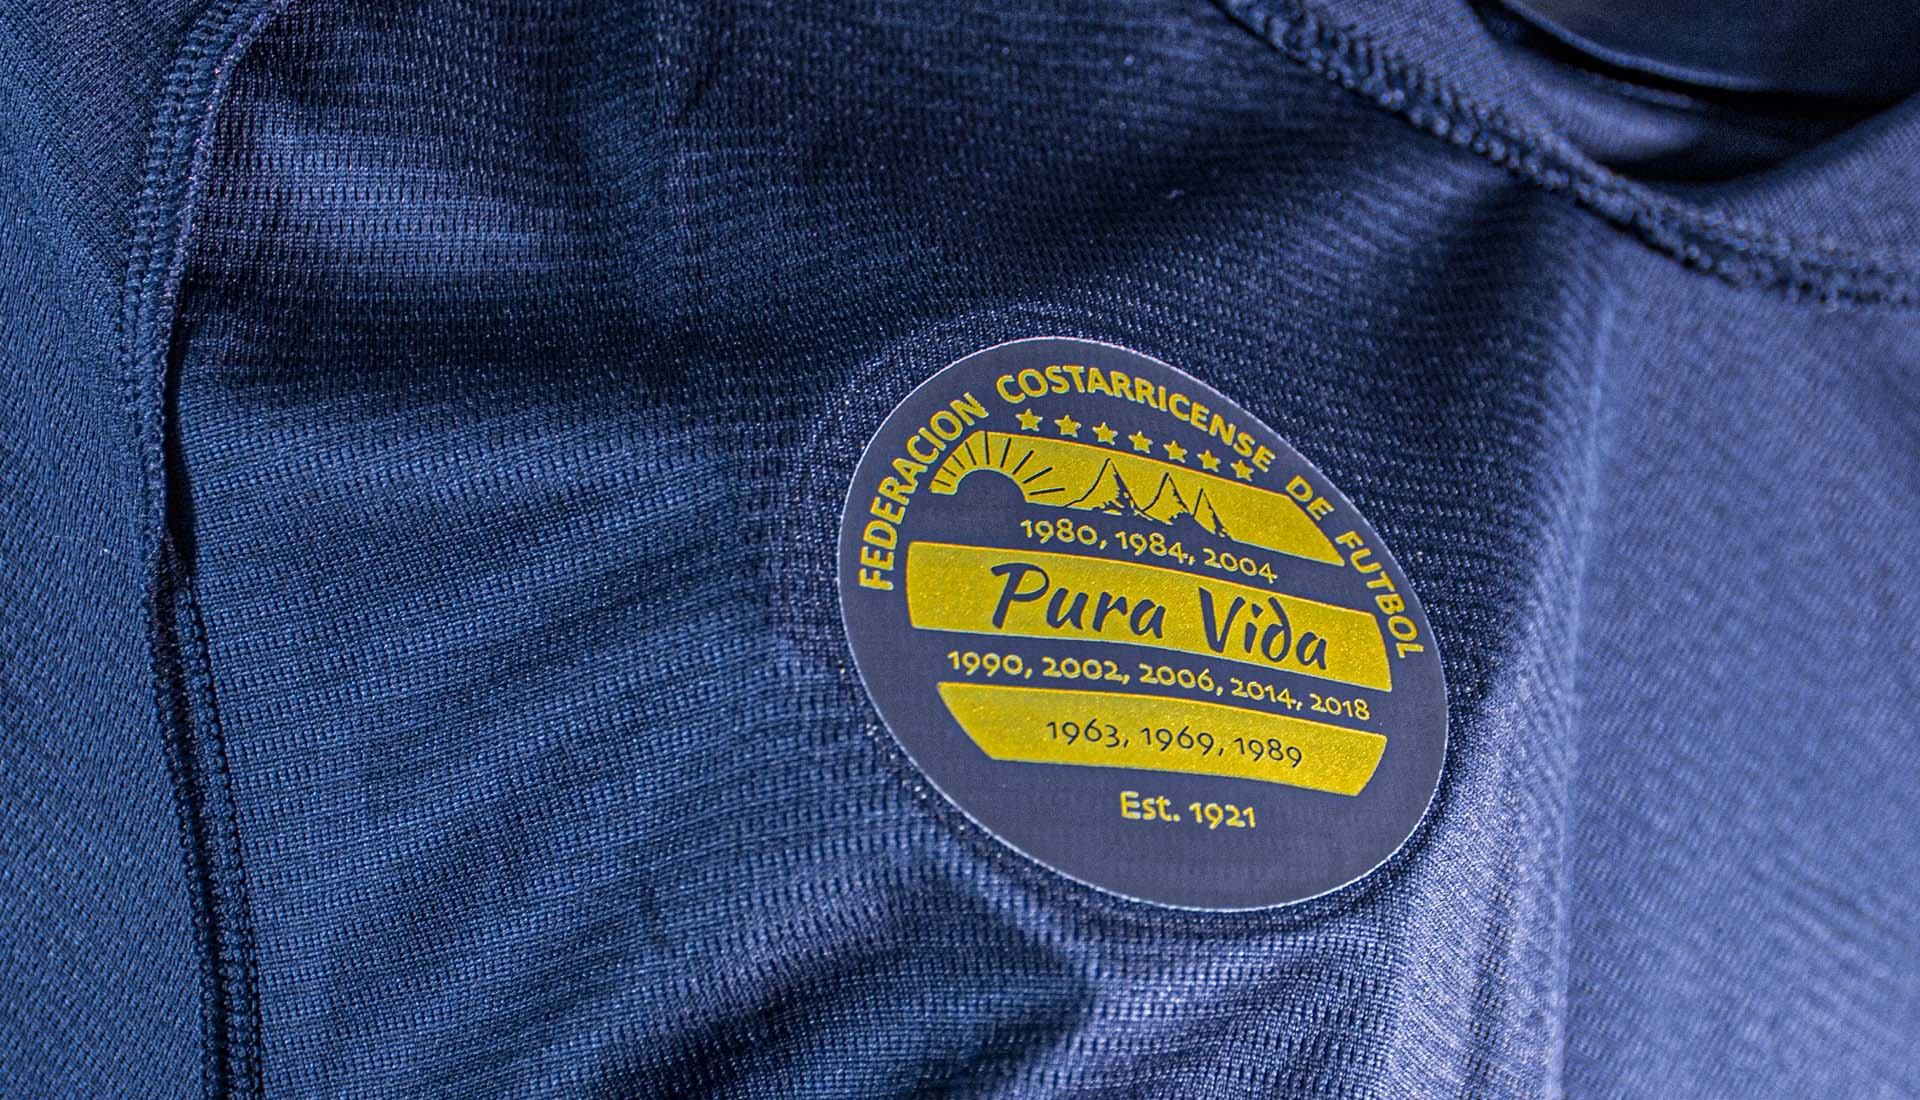 FEDERACION COSTARRICENSE DE FUTBOL
1980, 1984, 2004
Pura Vida
1990, 2002, 2006, 2014, 2018
1963, 1969, 1989
Est. 1921